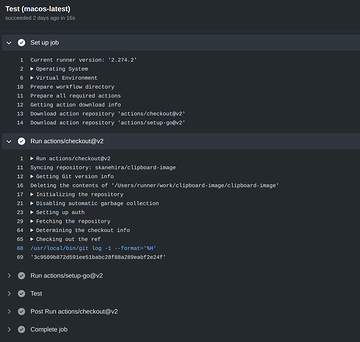 Test (macos-latest)
succeeded 2 days ago in 16s
Set up job
1 Current runner version: '2.274.2'
2 ▶ Operating System
6 ▶ Virtual Environment
10 Prepare workflow directory
11 Prepare all required actions
12 Getting action download info
13 Download action repository 'actions/checkout@v2'
14 Download action repository 'actions/setup-go@v2'
Run actions/checkout@v2
1 ▶ Run actions/checkout@v2
11 Syncing repository: skanehira/clipboard-image
12 ▶ Getting Git version info
16 Deleting the contents of '/Users/runner/work/clipboard-image/clipboard-image'
17 ▶ Initializing the repository
21 ▶ Disabling automatic garbage collection
23 ▶ Setting up auth
29 ▶ Fetching the repository
64 ▶ Determining the checkout info
65 ▶ Checking out the ref
68 /usr/local/bin/git log -1 --format='%H'
69 '3c9509b872d591ee51babc28f88a289eabf2e24f'
Run actions/setup-go@v2
Test
Post Run actions/checkout@v2
Complete job